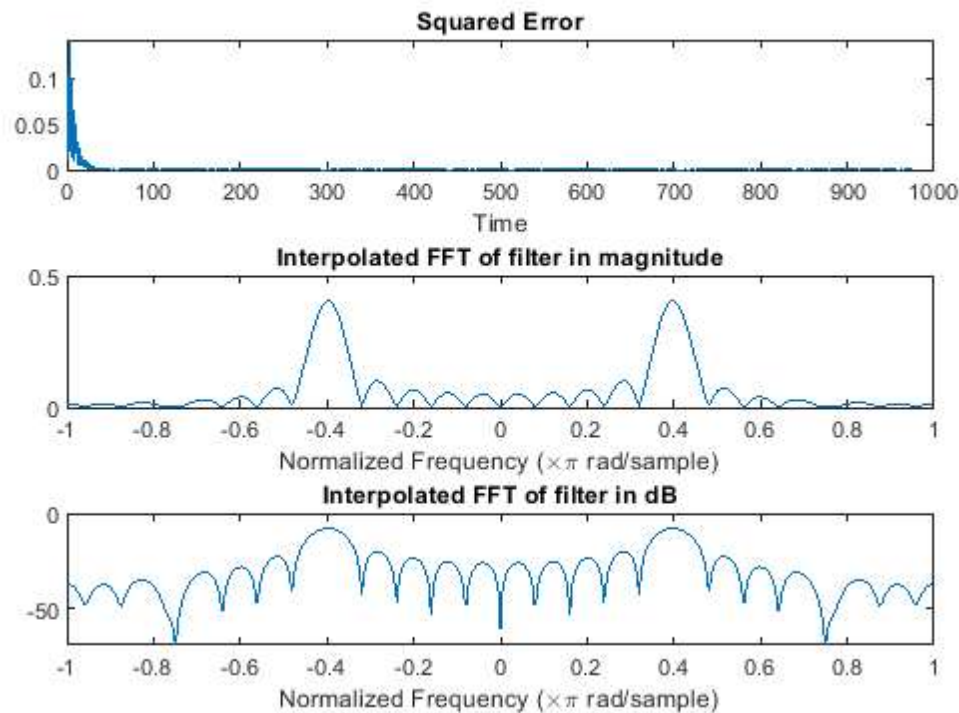 Squared Error
0.1
0.05
0
0 100 200 300 400 500 600 700 800 900 1000
Time
Interpolated FFT of filter in magnitude
0.5
0
-1 -0.8 -0.6 -0.4 -0.2 0 0.2 0.4 0.6 0.8 1
Normalized Frequency (×π rad/sample)
Interpolated FFT of filter in dB
0
-50
-1 -0.8 -0.6 -0.4 -0.2 0 0.2 0.4 0.6 0.8 1
Normalized Frequency (×π rad/sample)